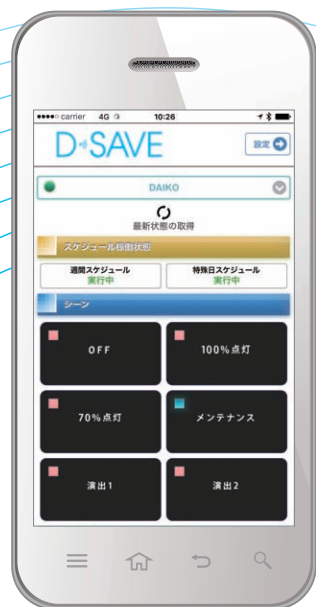 carrier 4G 10:26
D·SAVE 設定
DAIKO
最新状態の取得
スケジュール稼働状態
週間スケジュール 特殊日スケジュール
実行中 実行中
シーン
OFF 100%点灯
70%点灯 メンテナンス
演出1 演出2